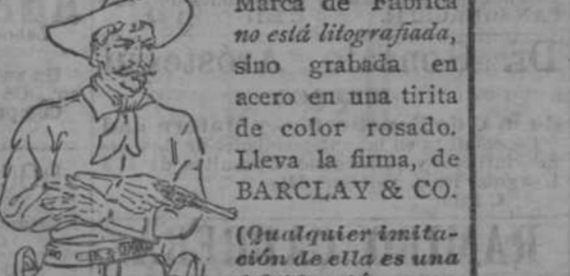 Marca de Fábrica
no está litografiada,
sino grabada en
acero en una tirita
de color rosado.
Lleva la firma, de
BARCLAY & CO.
(Qualquier imita-
ción de ella es una